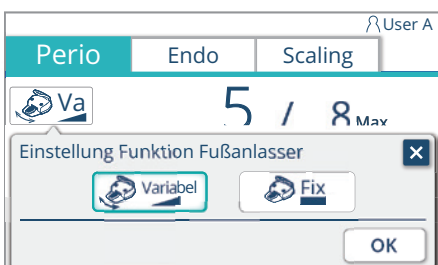 User A
Perio Endo Scaling
Va 5 / 8 Max
Einstellung Funktion Fußanlasser
Variabel Fix
OK